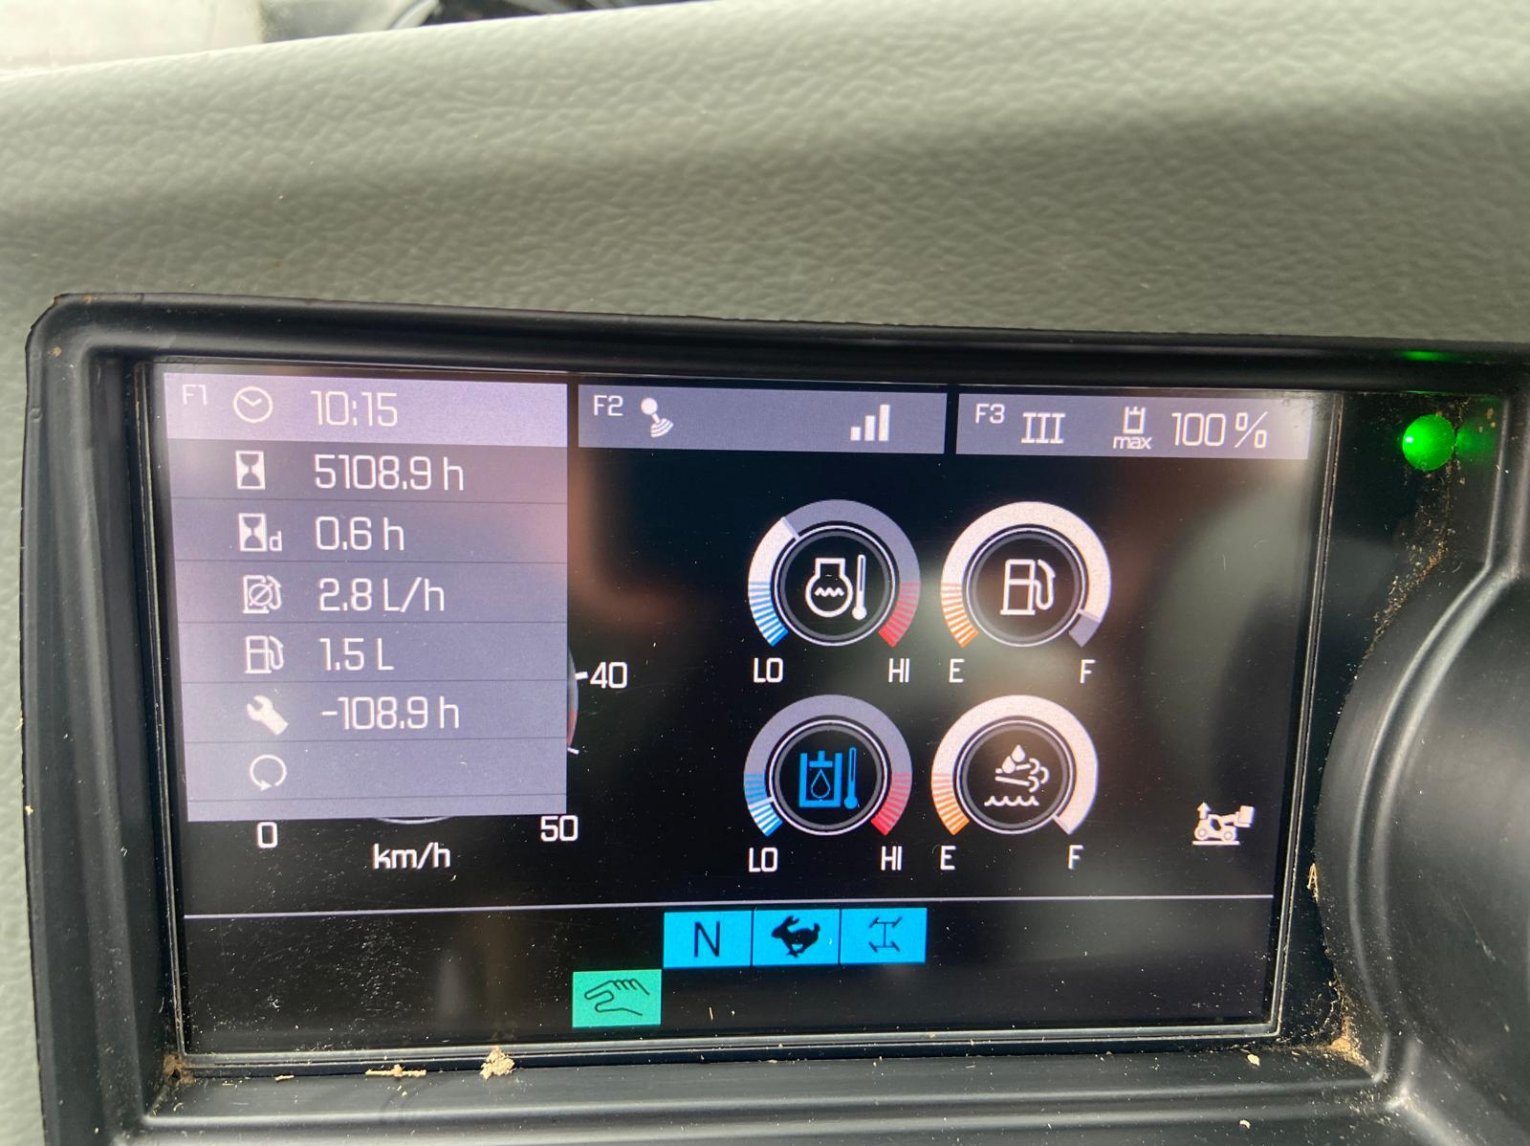 F1 10:15
F2
F3 III max 100 %
5108.9 h
d 0.6 h
2.8 L/h
1.5 L
-108.9 h
40
0
50
km/h
LO HI
E F
LO HI
E F
N